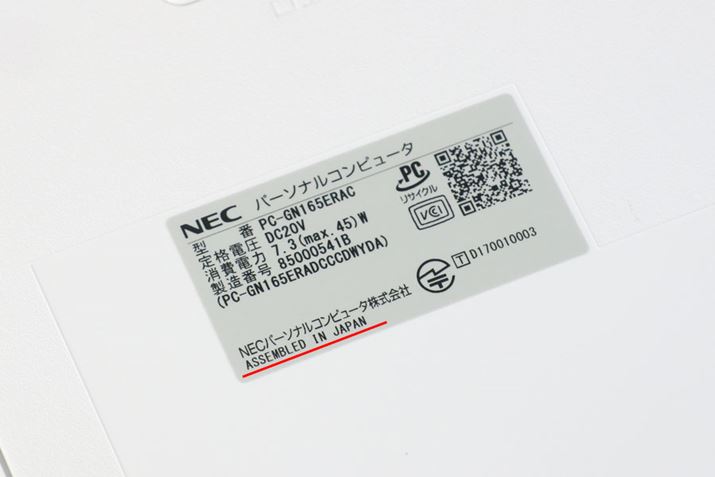 NEC パーソナルコンピュータ
型番 PC-GN165ERAC
定格電圧 DC20V
消費電力 7.3(max.45)W
製造番号 85000541B
(PC-GN165ERADCCCDWYDA)
PC
リサイクル
VCCI
T D170010003
NECパーソナルコンピュータ株式会社
ASSEMBLED IN JAPAN